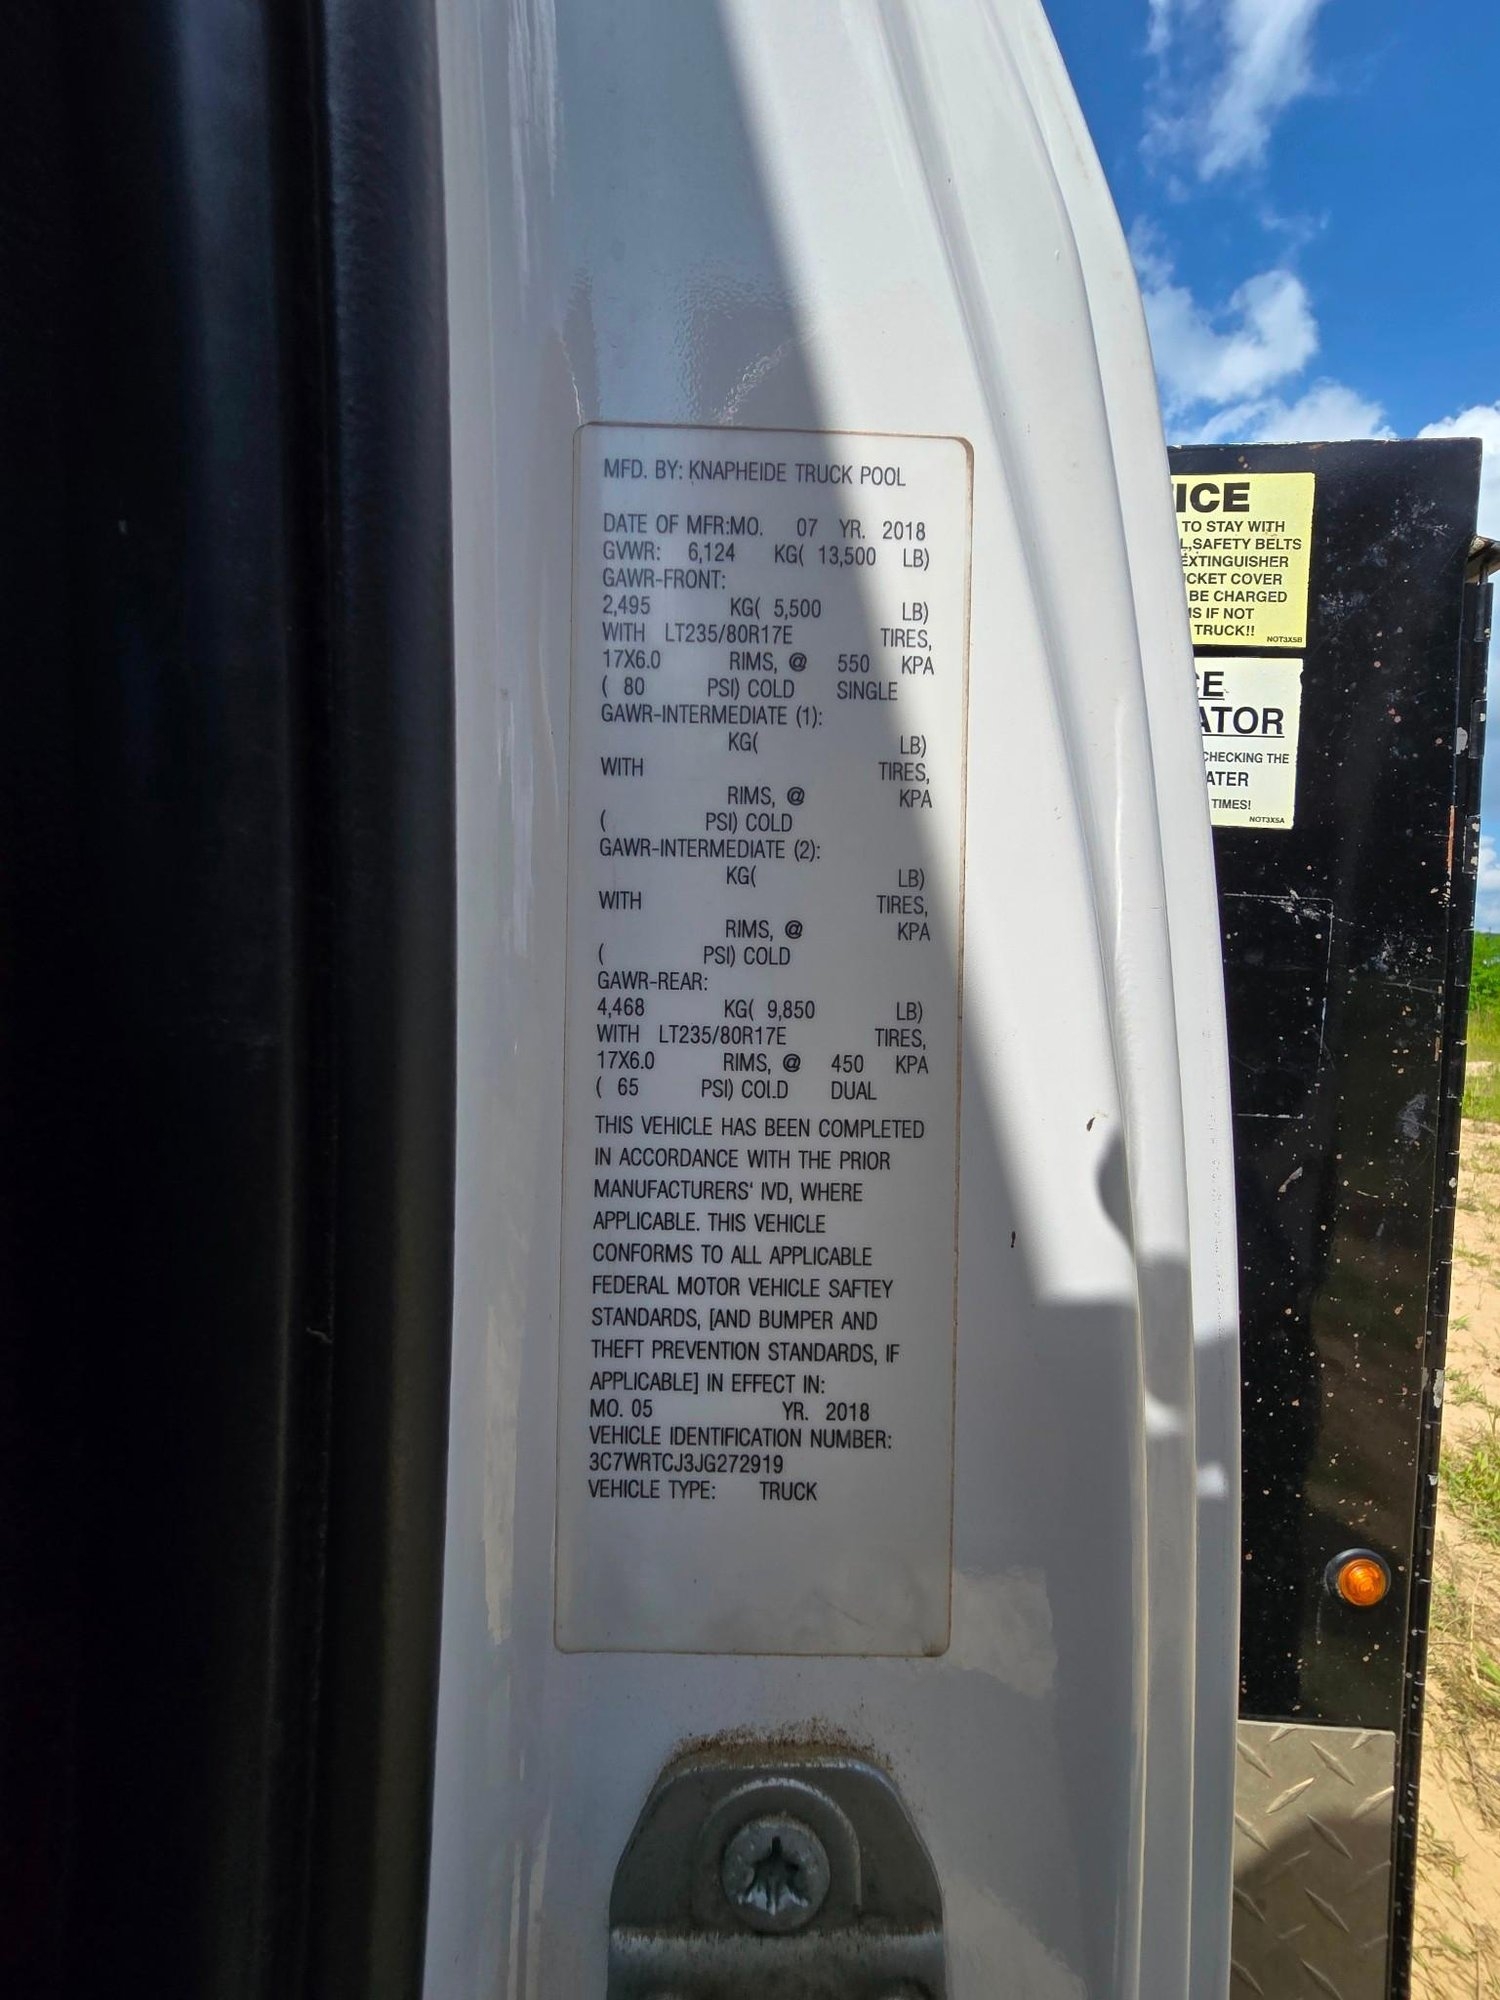 MFD. BY: KNAPHEIDE TRUCK POOL
DATE OF MFR:MO. 07 YR. 2018
GVWR: 6,124 KG( 13,500 LB)
GAWR-FRONT:
2,495 KG( 5,500 LB)
WITH LT235/80R17E TIRES,
17X6.0 RIMS, @ 550 KPA
( 80 PSI) COLD SINGLE
GAWR-INTERMEDIATE (1):
KG( LB)
WITH TIRES,
RIMS, @ KPA
( PSI) COLD
GAWR-INTERMEDIATE (2):
KG( LB)
WITH TIRES,
RIMS, @ KPA
( PSI) COLD
GAWR-REAR:
4,468 KG( 9,850 LB)
WITH LT235/80R17E TIRES,
17X6.0 RIMS, @ 450 KPA
( 65 PSI) COLD DUAL
THIS VEHICLE HAS BEEN COMPLETED
IN ACCORDANCE WITH THE PRIOR
MANUFACTURERS' IVD, WHERE
APPLICABLE. THIS VEHICLE
CONFORMS TO ALL APPLICABLE
FEDERAL MOTOR VEHICLE SAFTEY
STANDARDS, [AND BUMPER AND
THEFT PREVENTION STANDARDS, IF
APPLICABLE] IN EFFECT IN:
MO. 05 YR. 2018
VEHICLE IDENTIFICATION NUMBER:
3C7WRTCJ3JG272919
VEHICLE TYPE: TRUCK
ICE
TO STAY WITH
L,SAFETY BELTS
EXTINGUISHER
CKET COVER
BE CHARGED
IS IF NOT
TRUCK!!
NOT3X5B
CE
ATOR
CHECKING THE
ATER
TIMES!
NOT3X5A